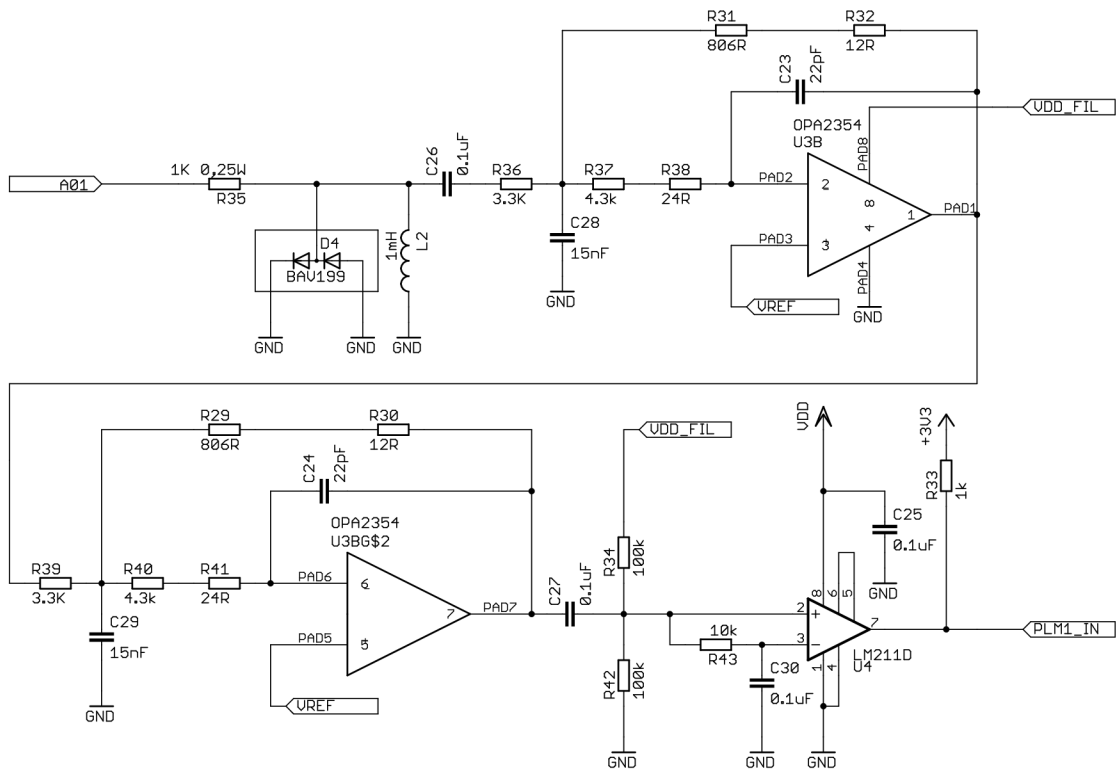 R31
806R
R32
12R
C23
22pF
VDD_FIL
OPA2354
U3B
PAD8
A01
1K 0,25W
R35
C26
0.1uF
R36
3.3K
R37
4.3k
R38
24R
PAD2
2
8
1
PAD1
4
PAD3
3
PAD4
C28
15nF
D4
BAV199
1mH
L2
GND
VREF
GND
GND
GND
GND
R29
806R
R30
12R
VDD_FIL
VDD
+3V3
C24
22pF
R33
1k
OPA2354
U3BG$2
C25
0.1uF
R34
100k
R39
3.3K
R40
4.3k
R41
24R
PAD6
6
C27
0.1uF
GND
8
6
5
7
PAD7
2
+
7
PLM1_IN
C29
15nF
PAD5
5
10k
R43
3
-
LM211D
U4
1
4
R42
100k
C30
0.1uF
GND
VREF
GND
GND
GND